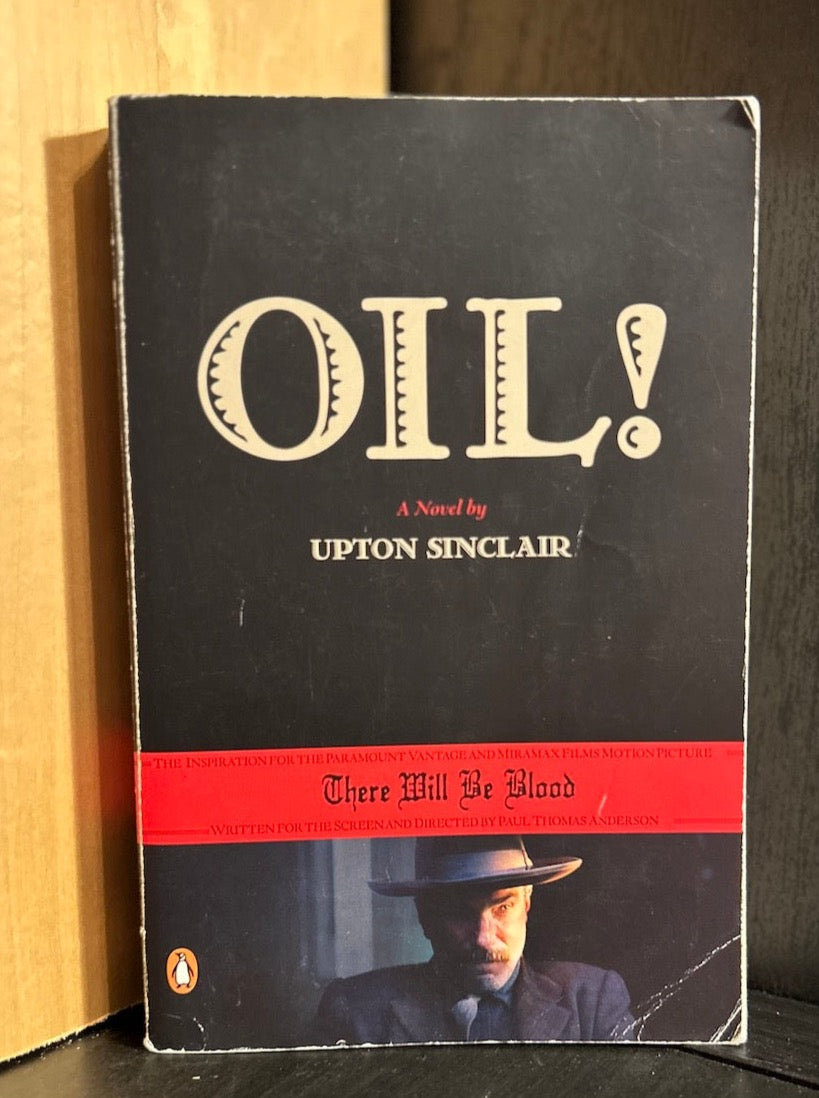 OIL!
A Novel by
UPTON SINCLAIR
THE INSPIRATION FOR THE PARAMOUNT VANTAGE AND MIRAMAX FILMS MOTION PICTURE
There Will Be Blood
WRITTEN FOR THE SCREEN AND DIRECTED BY PAUL THOMAS ANDERSON